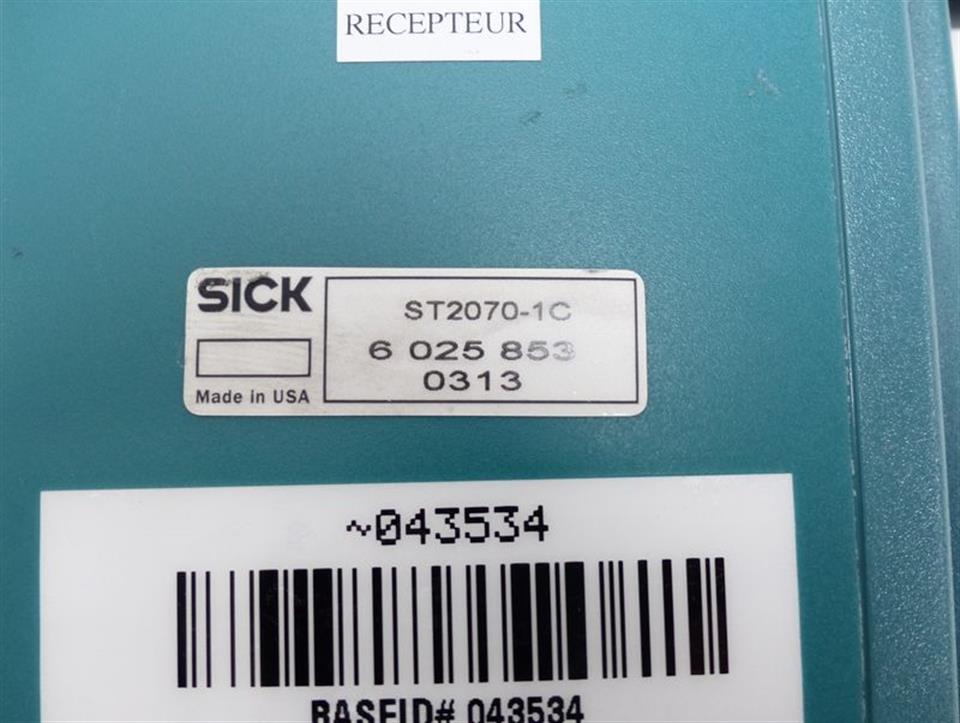 RECEPTEUR
SICK
Made in USA
ST2070-1C
6 025 853
0313
~043534
BASEID# 043534